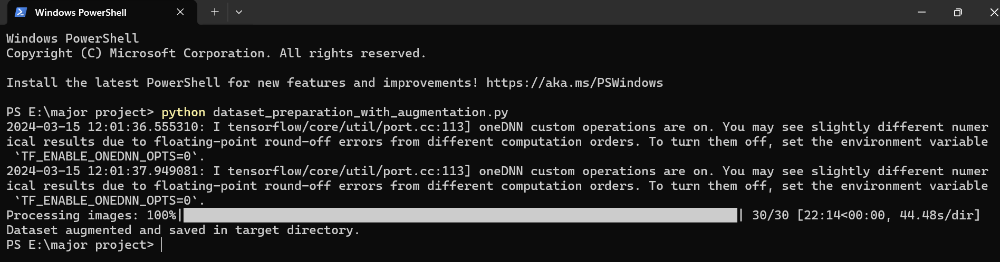 Windows PowerShell
Windows PowerShell
Copyright (C) Microsoft Corporation. All rights reserved.
Install the latest PowerShell for new features and improvements! https://aka.ms/PSWindows
PS E:\major project> python dataset_preparation_with_augmentation.py
2024-03-15 12:01:36.555310: I tensorflow/core/util/port.cc:113] oneDNN custom operations are on. You may see slightly different numer
ical results due to floating-point round-off errors from different computation orders. To turn them off, set the environment variable
 `TF_ENABLE_ONEDNN_OPTS=0`.
2024-03-15 12:01:37.949081: I tensorflow/core/util/port.cc:113] oneDNN custom operations are on. You may see slightly different numer
ical results due to floating-point round-off errors from different computation orders. To turn them off, set the environment variable
 `TF_ENABLE_ONEDNN_OPTS=0`.
Processing images: 100%|| 30/30 [22:14<00:00, 44.48s/dir]
Dataset augmented and saved in target directory.
PS E:\major project>